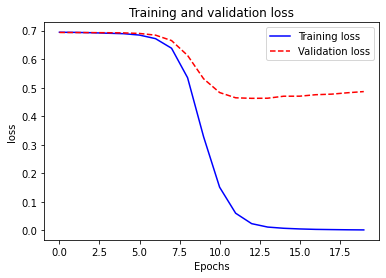 Training and validation loss
Training loss
Validation loss
loss
0.7
0.6
0.5
0.4
0.3
0.2
0.1
0.0
0.0 2.5 5.0 7.5 10.0 12.5 15.0 17.5
Epochs